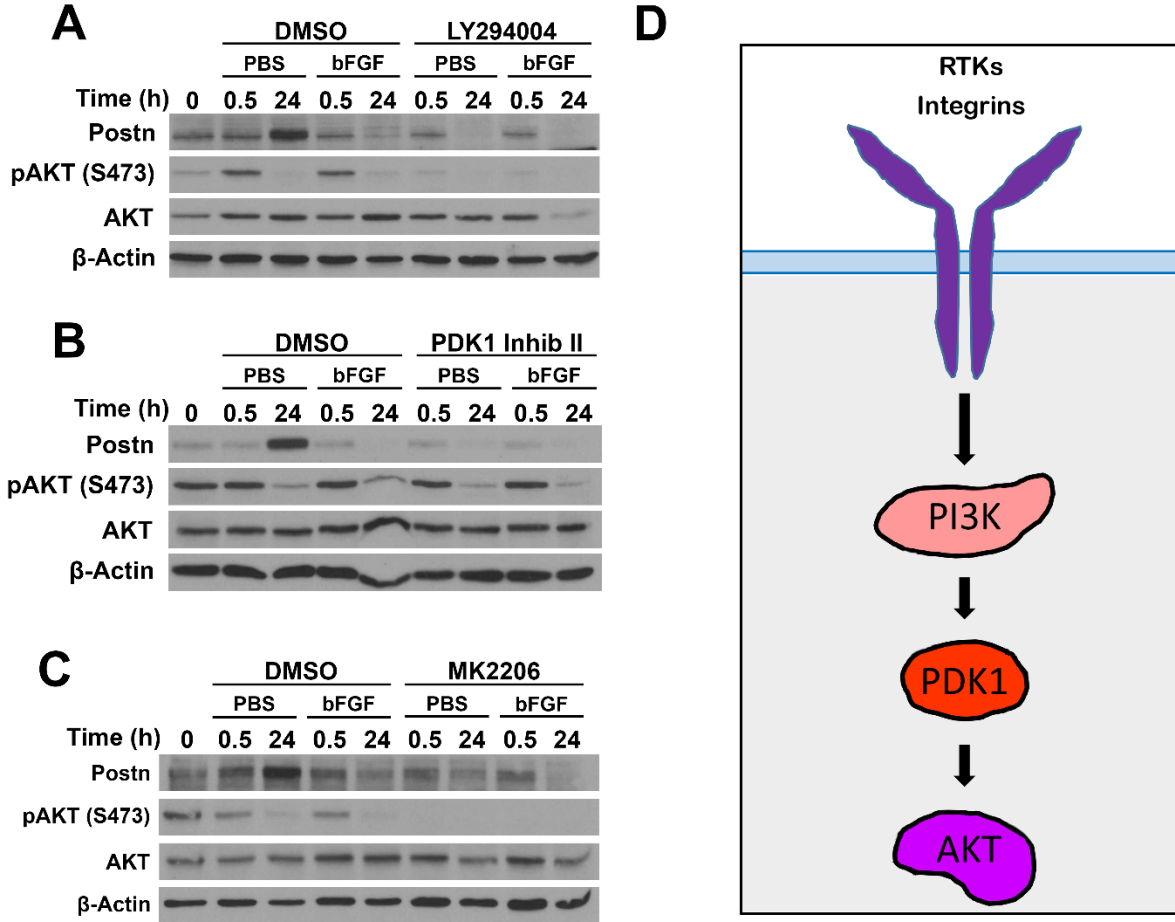 A
DMSO LY294004
PBS bFGF PBS bFGF
Time (h) 0 0.5 24 0.5 24 0.5 24 0.5 24
Postn
pAKT (S473)
AKT
β-Actin
B
DMSO PDK1 Inhib II
PBS bFGF PBS bFGF
Time (h) 0 0.5 24 0.5 24 0.5 24 0.5 24
Postn
pAKT (S473)
AKT
β-Actin
C
DMSO MK2206
PBS bFGF PBS bFGF
Time (h) 0 0.5 24 0.5 24 0.5 24 0.5 24
Postn
pAKT (S473)
AKT
β-Actin
D
RTKs
Integrins
PI3K
PDK1
AKT